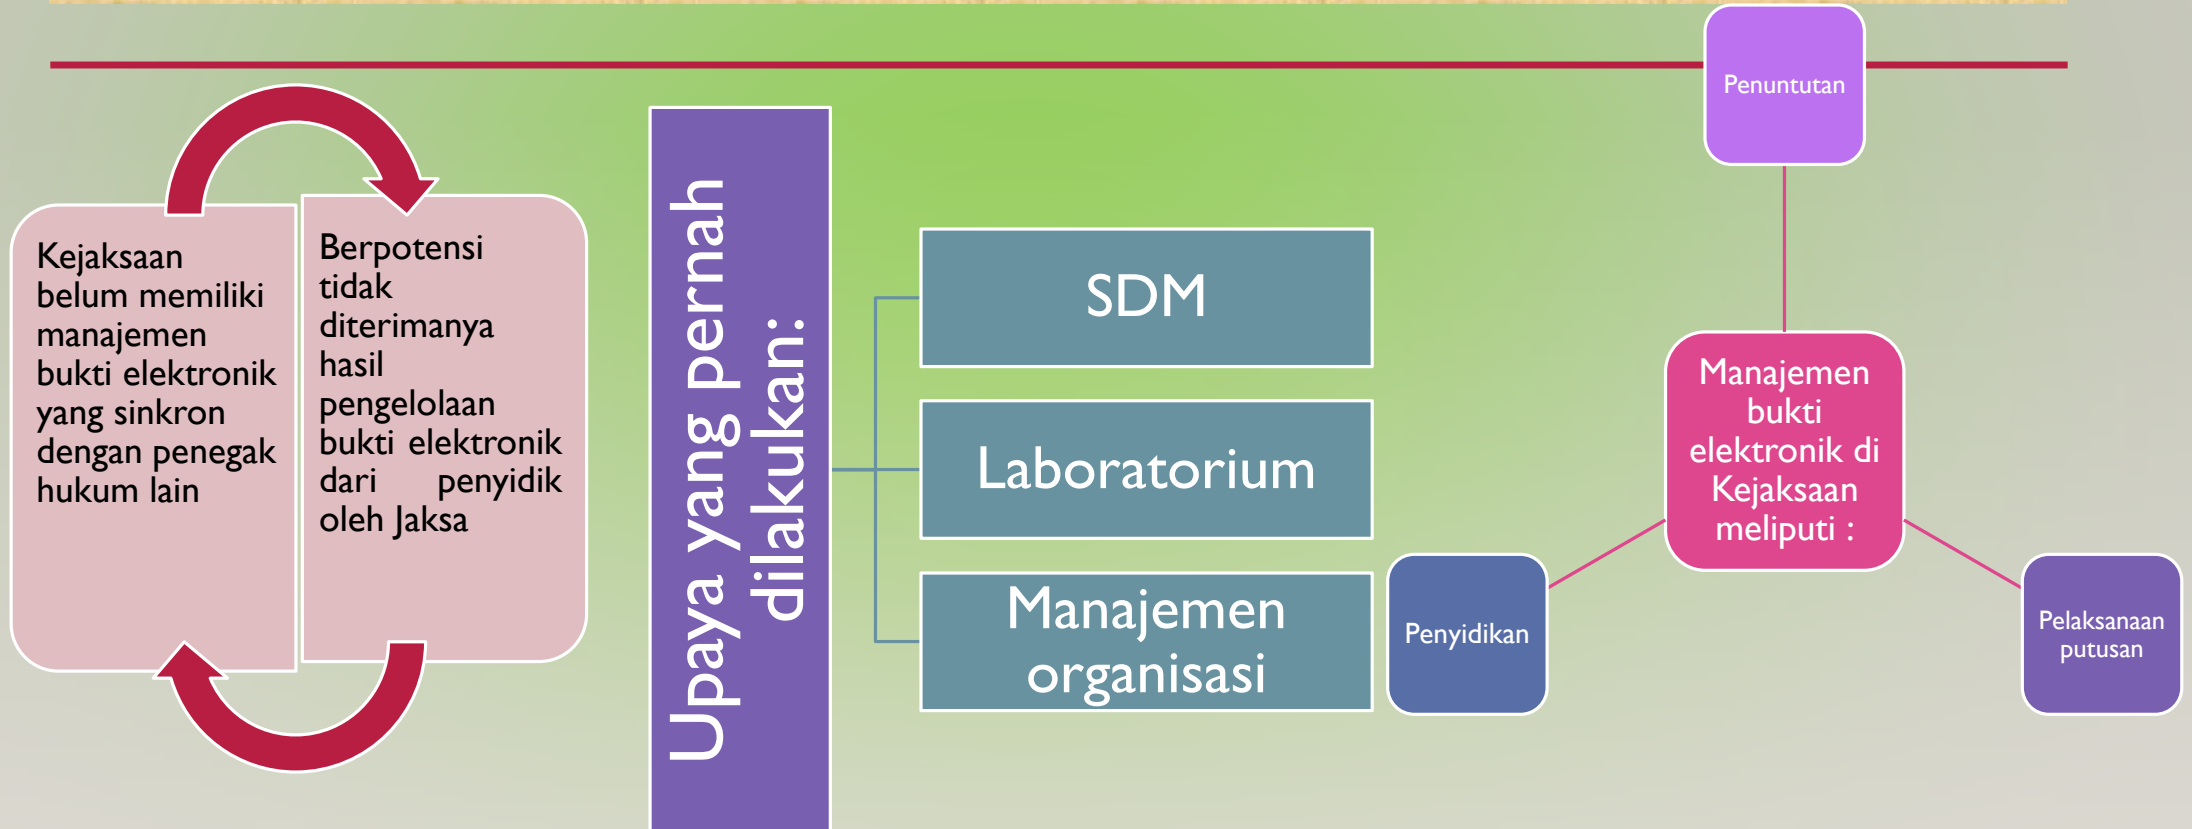 Kejaksaan
belum memiliki
manajemen
bukti elektronik
yang sinkron
dengan penegak
hukum lain
Berpotensi
tidak
diterimanya
hasil
pengelolaan
bukti elektronik
dari penyidik
oleh Jaksa
Upaya yang pernah
dilakukan:
SDM
Laboratorium
Manajemen
organisasi
Penuntutan
Manajemen
bukti
elektronik di
Kejaksaan
meliputi :
Penyidikan
Pelaksanaan
putusan